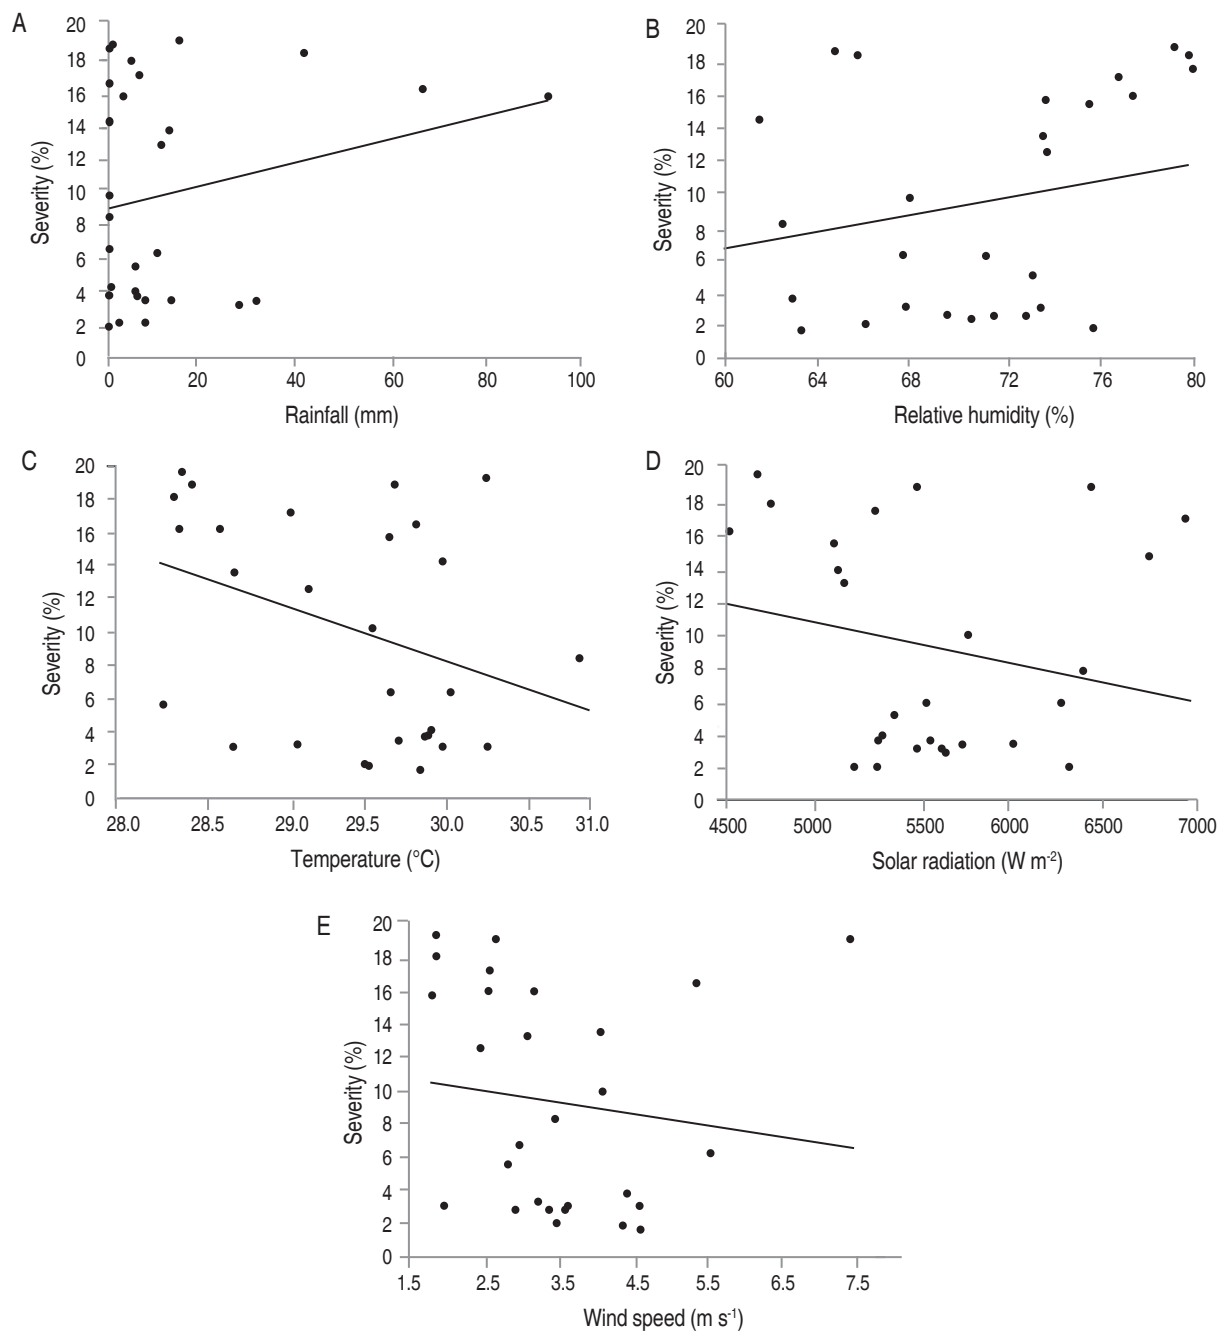 A
20
18
16
14
12
10
8
6
4
2
0
Severity (%)
0 20 40 60 80 100
Rainfall (mm)
B
20
18
16
14
12
10
8
6
4
2
0
Severity (%)
60 64 68 72 76 80
Relative humidity (%)
C
20
18
16
14
12
10
8
6
4
2
0
Severity (%)
28.0 28.5 29.0 29.5 30.0 30.5 31.0
Temperature (°C)
D
20
18
16
14
12
10
8
6
4
2
0
Severity (%)
4500 5000 5500 6000 6500 7000
Solar radiation (W m⁻²)
E
20
18
16
14
12
10
8
6
4
2
0
Severity (%)
1.5 2.5 3.5 4.5 5.5 6.5 7.5
Wind speed (m s⁻¹)